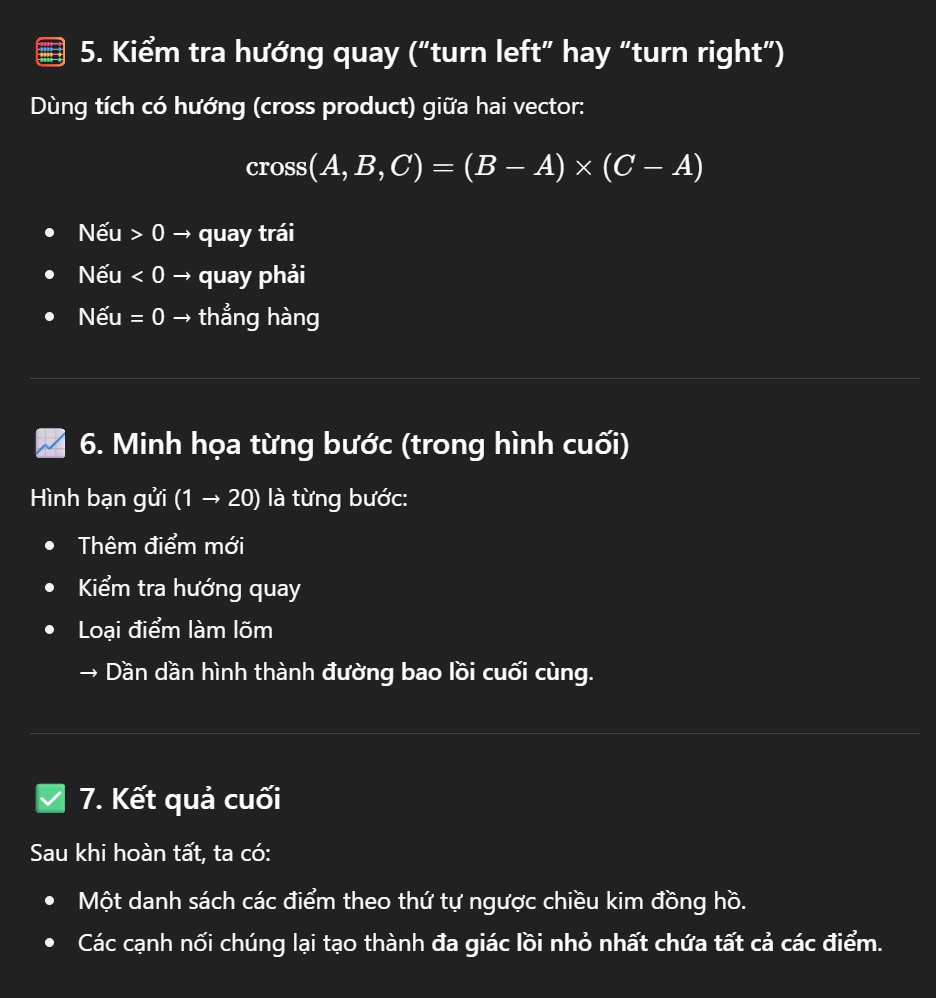 🧮 5. Kiểm tra hướng quay (“turn left” hay “turn right”)
Dùng tích có hướng (cross product) giữa hai vector:
cross(A, B, C) = (B − A) × (C − A)
• Nếu > 0 → quay trái
• Nếu < 0 → quay phải
• Nếu = 0 → thẳng hàng
📈 6. Minh họa từng bước (trong hình cuối)
Hình bạn gửi (1 → 20) là từng bước:
• Thêm điểm mới
• Kiểm tra hướng quay
• Loại điểm làm lõm
→ Dần dần hình thành đường bao lồi cuối cùng.
✅ 7. Kết quả cuối
Sau khi hoàn tất, ta có:
• Một danh sách các điểm theo thứ tự ngược chiều kim đồng hồ.
• Các cạnh nối chúng lại tạo thành đa giác lồi nhỏ nhất chứa tất cả các điểm.